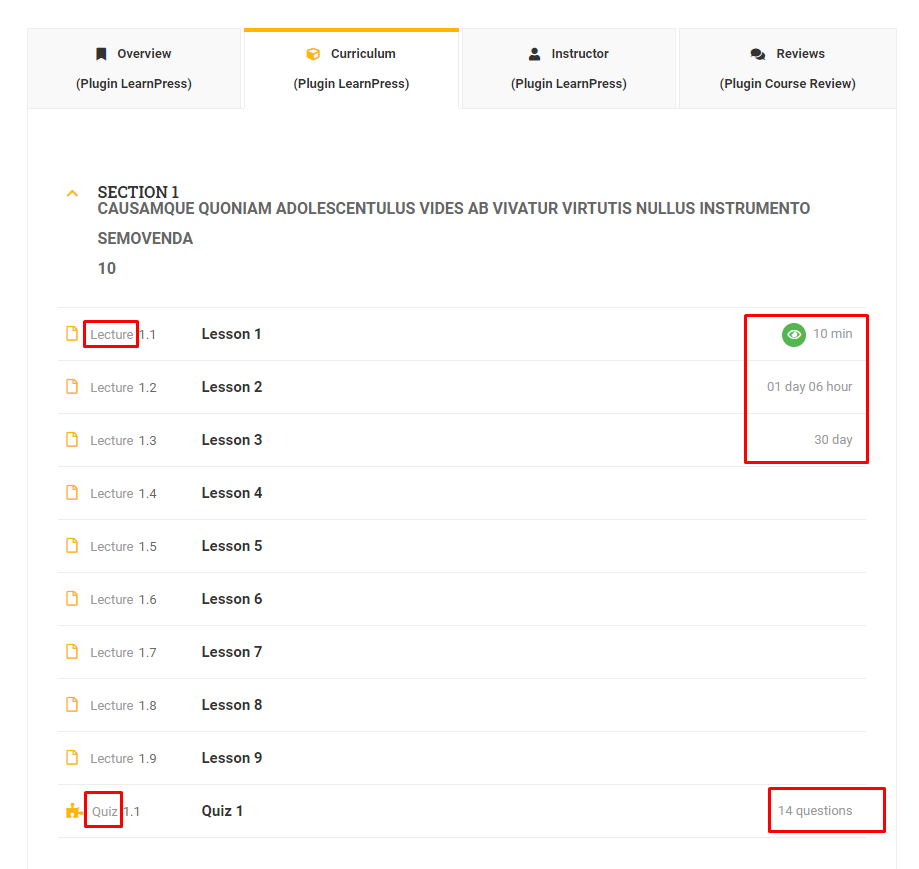 Overview
(Plugin LearnPress)
Curriculum
(Plugin LearnPress)
Instructor
(Plugin LearnPress)
Reviews
(Plugin Course Review)
SECTION 1
CAUSAMQUE QUONIAM ADOLESCENTULUS VIDES AB VIVATUR VIRTUTIS NULLUS INSTRUMENTO
SEMOVENDA
10
Lecture 1.1 Lesson 1 10 min
Lecture 1.2 Lesson 2 01 day 06 hour
Lecture 1.3 Lesson 3 30 day
Lecture 1.4 Lesson 4
Lecture 1.5 Lesson 5
Lecture 1.6 Lesson 6
Lecture 1.7 Lesson 7
Lecture 1.8 Lesson 8
Lecture 1.9 Lesson 9
Quiz 1.1 Quiz 1 14 questions